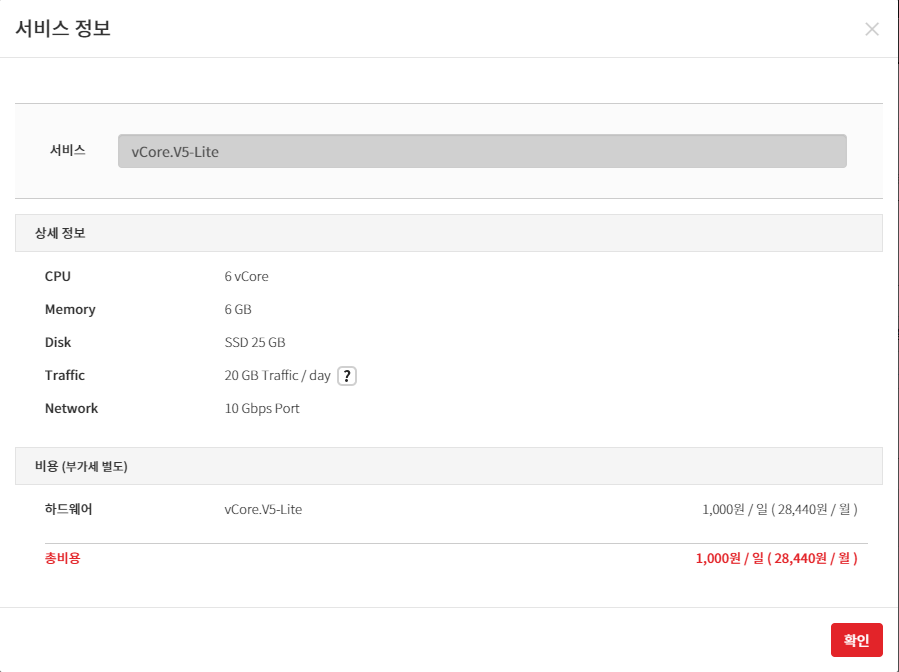 서비스 정보
서비스 vCore.V5-Lite
상세 정보
CPU 6 vCore
Memory 6 GB
Disk SSD 25 GB
Traffic 20 GB Traffic / day ?
Network 10 Gbps Port
비용 (부가세 별도)
하드웨어 vCore.V5-Lite 1,000원 / 일 ( 28,440원 / 월 )
총비용 1,000원 / 일 ( 28,440원 / 월 )
확인